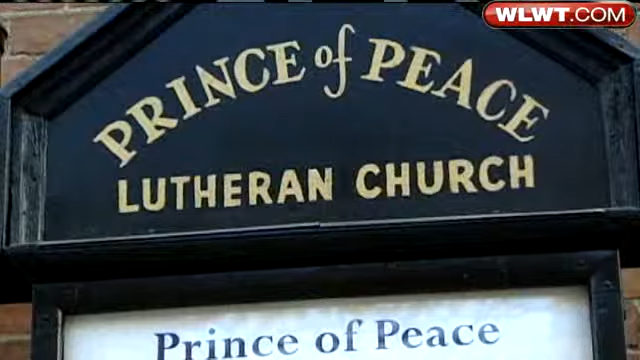 WLWT.COM
PRINCE of PEACE
LUTHERAN CHURCH
Prince of Peace